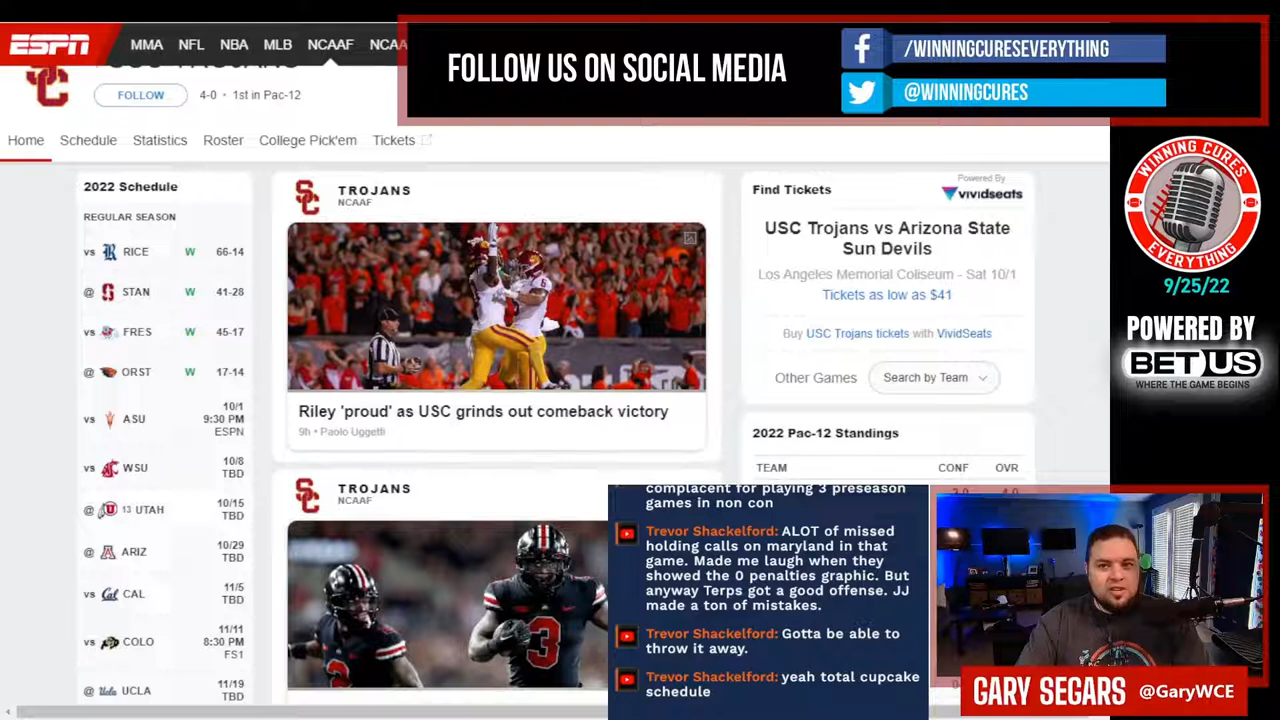 ESPN
MMA NFL NBA MLB NCAAF NCAA
FOLLOW US ON SOCIAL MEDIA
/WINNINGCURESEVERYTHING
@WINNINGCURES
FOLLOW
4-0 • 1st in Pac-12
Home Schedule Statistics Roster College Pick'em Tickets
2022 Schedule
REGULAR SEASON
vs RICE W 66-14
@ STAN W 41-28
vs FRES W 45-17
@ ORST W 17-14
vs ASU 10/1
9:30 PM
ESPN
vs WSU 10/8
TBD
@ 13 UTAH 10/15
TBD
@ ARIZ 10/29
TBD
vs Cal CAL 11/5
TBD
vs COLO 11/11
8:30 PM
FS1
@ Ucla UCLA 11/19
TBD
TROJANS
NCAAF
Riley 'proud' as USC grinds out comeback victory
9h • Paolo Uggetti
TROJANS
NCAAF
3
Find Tickets
Powered By
vividseats
USC Trojans vs Arizona State
Sun Devils
Los Angeles Memorial Coliseum - Sat 10/1
Tickets as low as $41
Buy USC Trojans tickets with VividSeats
Other Games Search by Team
2022 Pac-12 Standings
TEAM CONF OVR
complacent for playing 3 preseason
games in non con
Trevor Shackelford: ALOT of missed
holding calls on maryland in that
game. Made me laugh when they
showed the 0 penalties graphic. But
anyway Terps got a good offense. JJ
made a ton of mistakes.
Trevor Shackelford: Gotta be able to
throw it away.
Trevor Shackelford: yeah total cupcake
schedule
WINNING CURES
EVERYTHING
9/25/22
POWERED BY
BETUS
WHERE THE GAME BEGINS
GARY SEGARS @GaryWCE